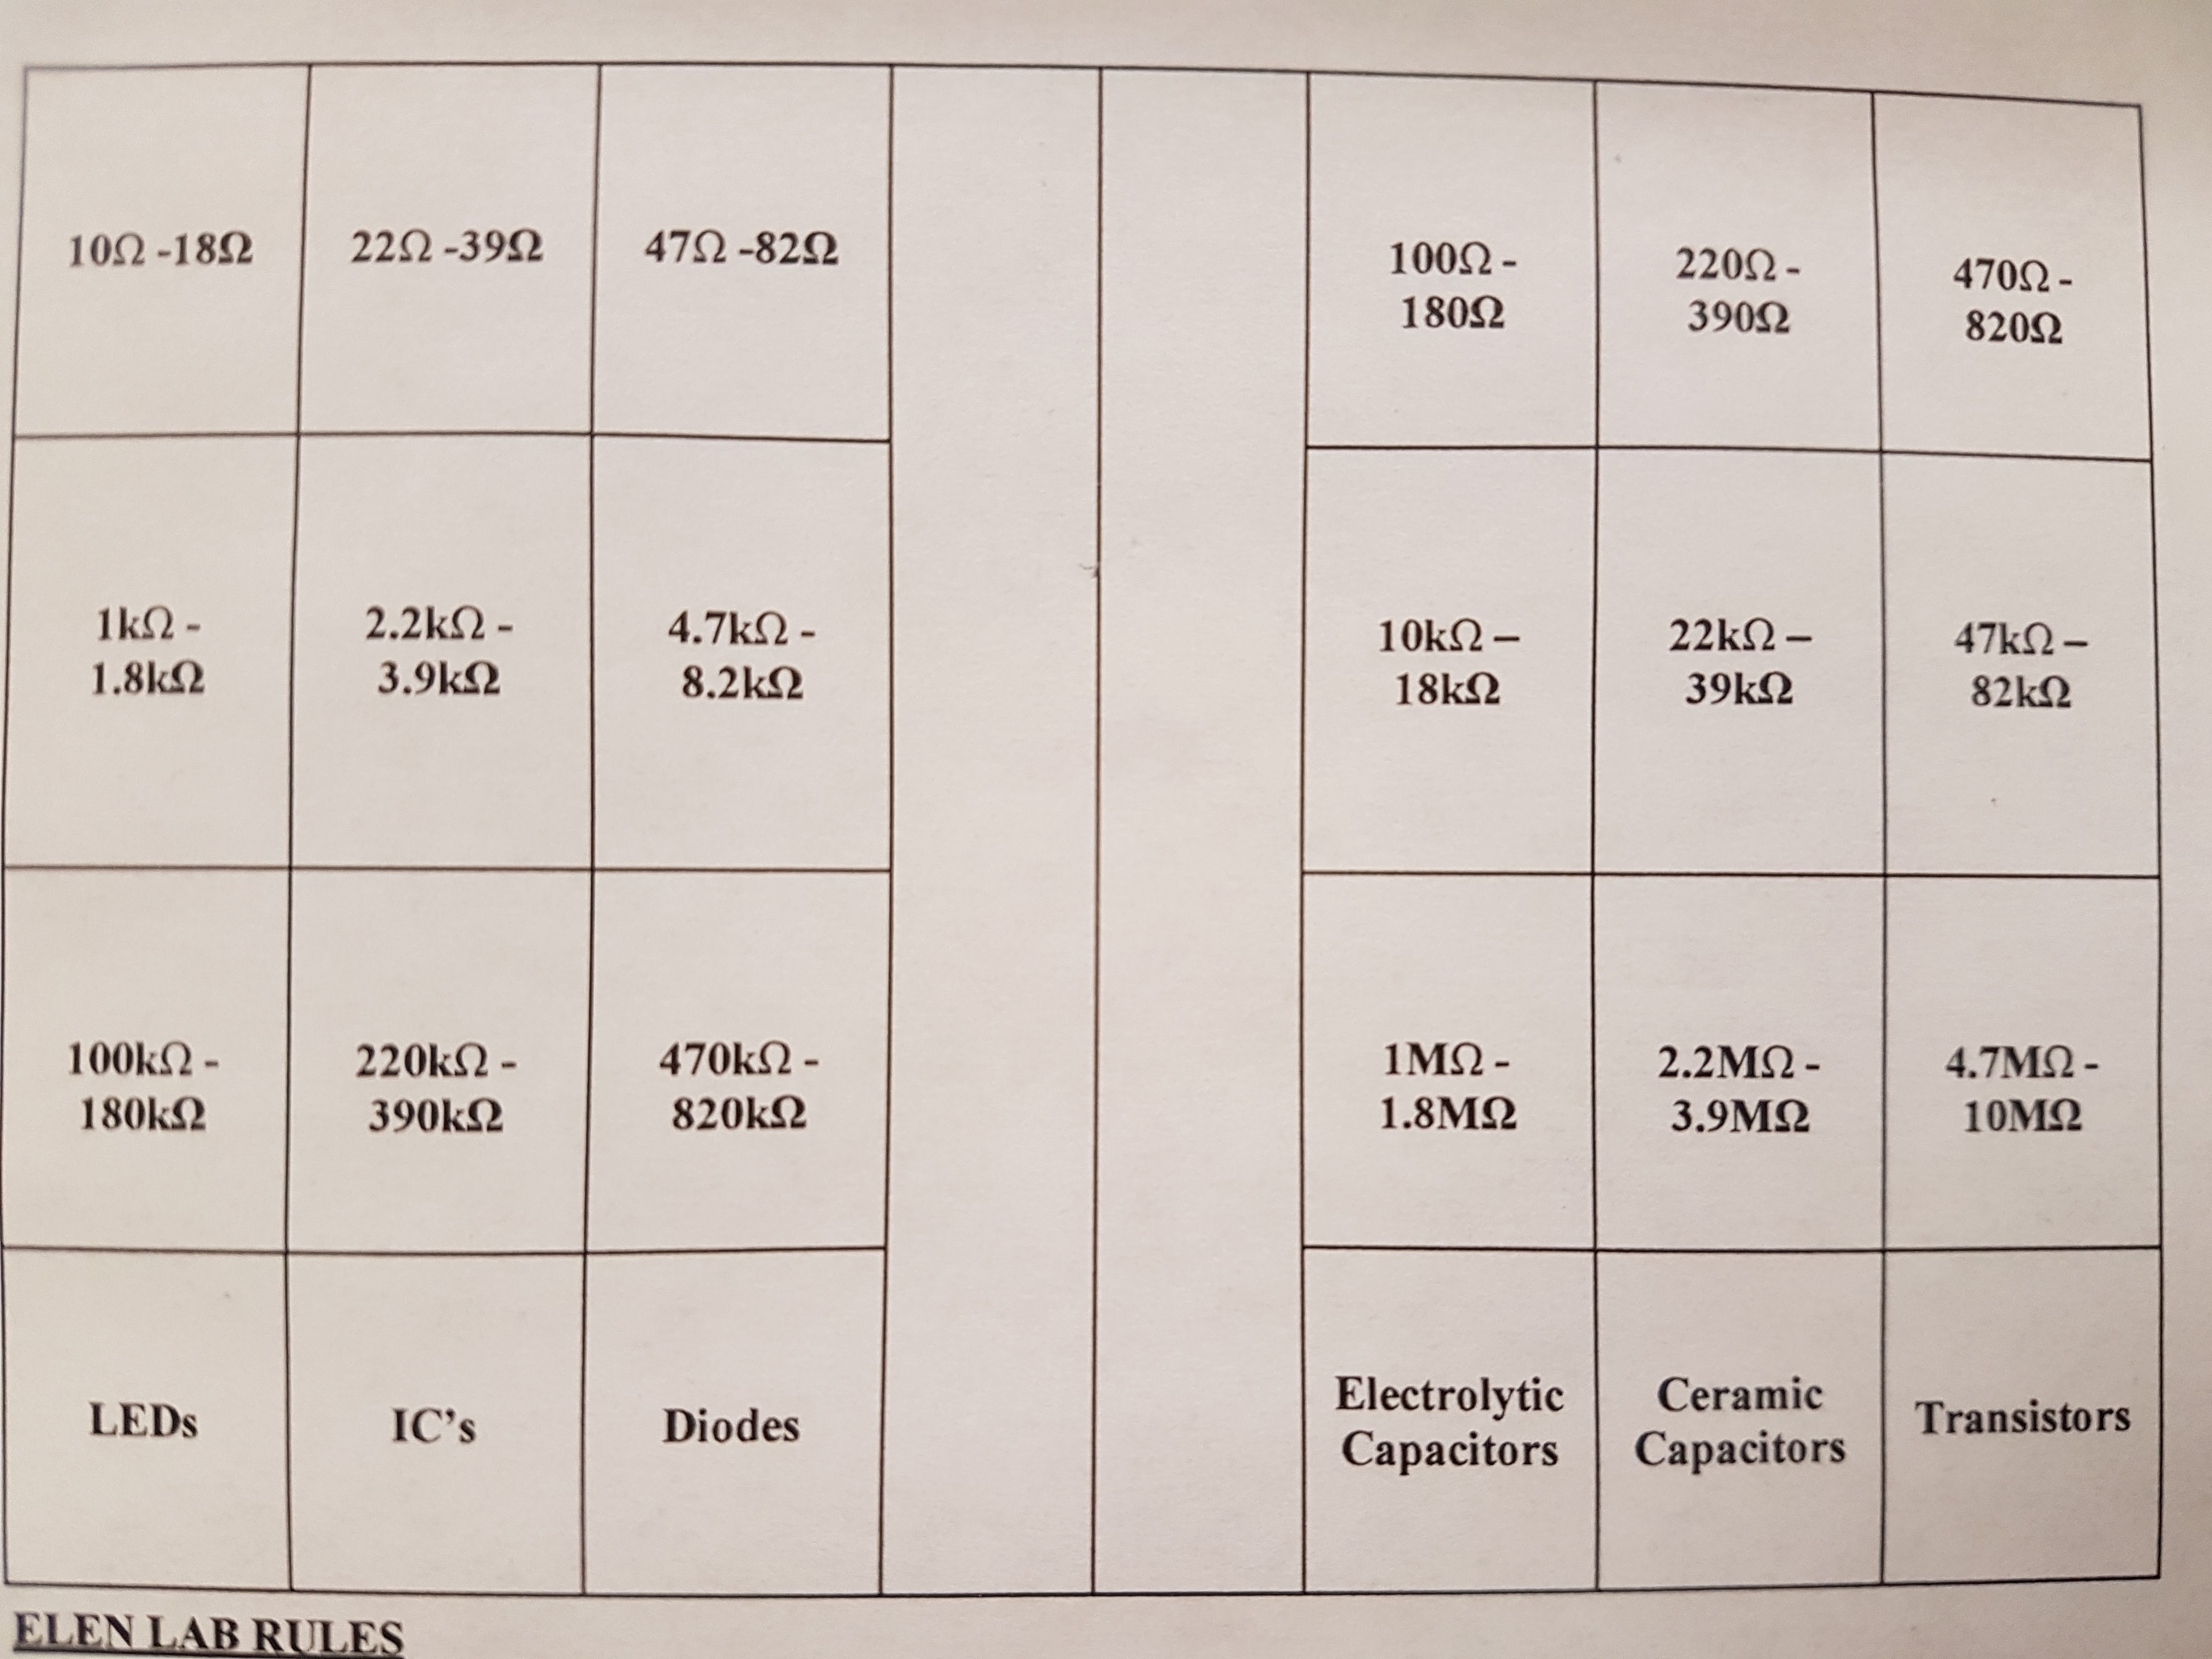 10Ω -18Ω
22Ω -39Ω
47Ω -82Ω
100Ω -
180Ω
220Ω -
390Ω
470Ω -
820Ω
1kΩ -
1.8kΩ
2.2kΩ -
3.9kΩ
4.7kΩ -
8.2kΩ
10kΩ –
18kΩ
22kΩ –
39kΩ
47kΩ –
82kΩ
100kΩ -
180kΩ
220kΩ -
390kΩ
470kΩ -
820kΩ
1MΩ -
1.8MΩ
2.2MΩ -
3.9MΩ
4.7MΩ -
10MΩ
LEDs
IC’s
Diodes
Electrolytic
Capacitors
Ceramic
Capacitors
Transistors
ELEN LAB RULES